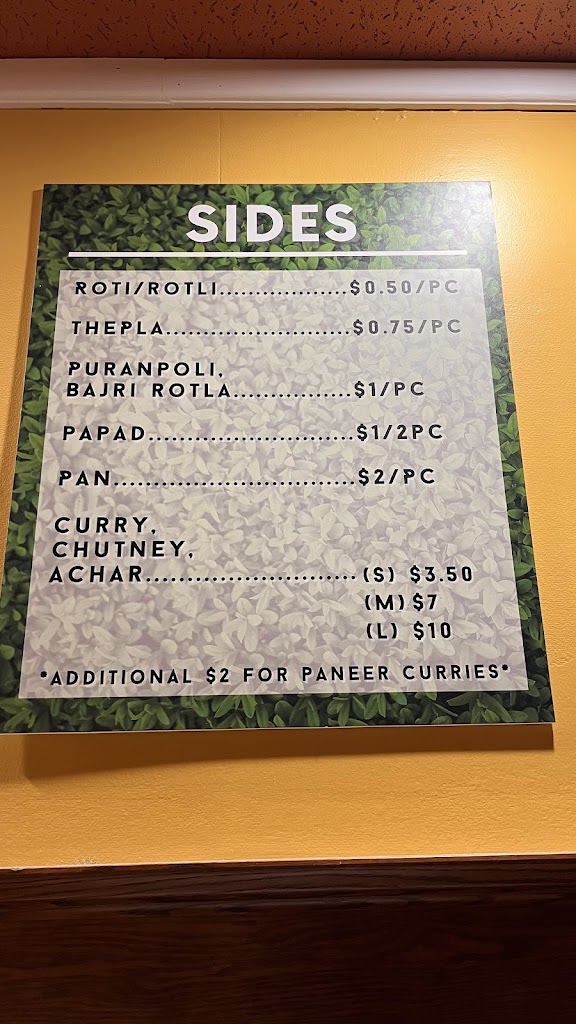 SIDES
ROTI/ROTLI..................$0.50/PC
THEPLA........................$0.75/PC
PURANPOLI,
BAJRI ROTLA................$1/PC
PAPAD...........................$1/2PC
PAN...............................$2/PC
CURRY,
CHUTNEY,
ACHAR...........................(S) $3.50
(M) $7
(L) $10
*ADDITIONAL $2 FOR PANEER CURRIES*